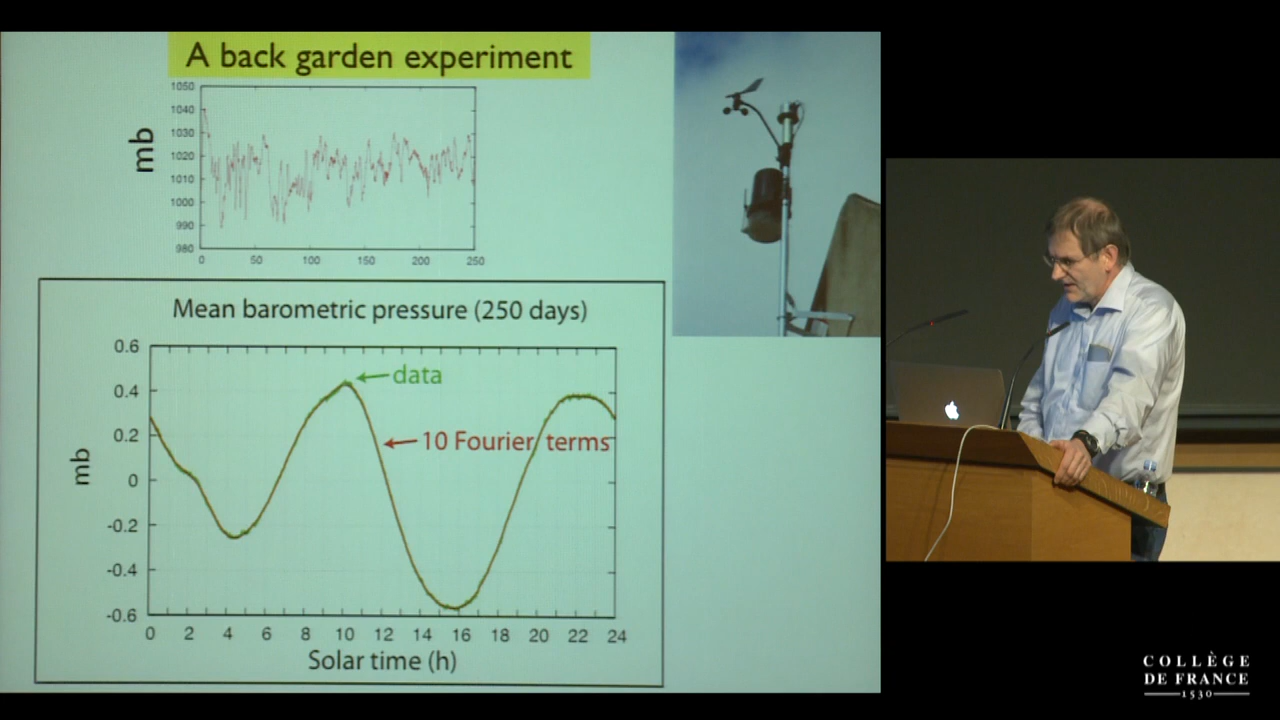 A back garden experiment
mb
1050
1040
1030
1020
1010
1000
990
980
0 50 100 150 200 250
Mean barometric pressure (250 days)
mb
0.6
0.4
0.2
0
-0.2
-0.4
-0.6
data
10 Fourier terms
0 2 4 6 8 10 12 14 16 18 20 22 24
Solar time (h)
COLLÈGE
DE FRANCE
1530